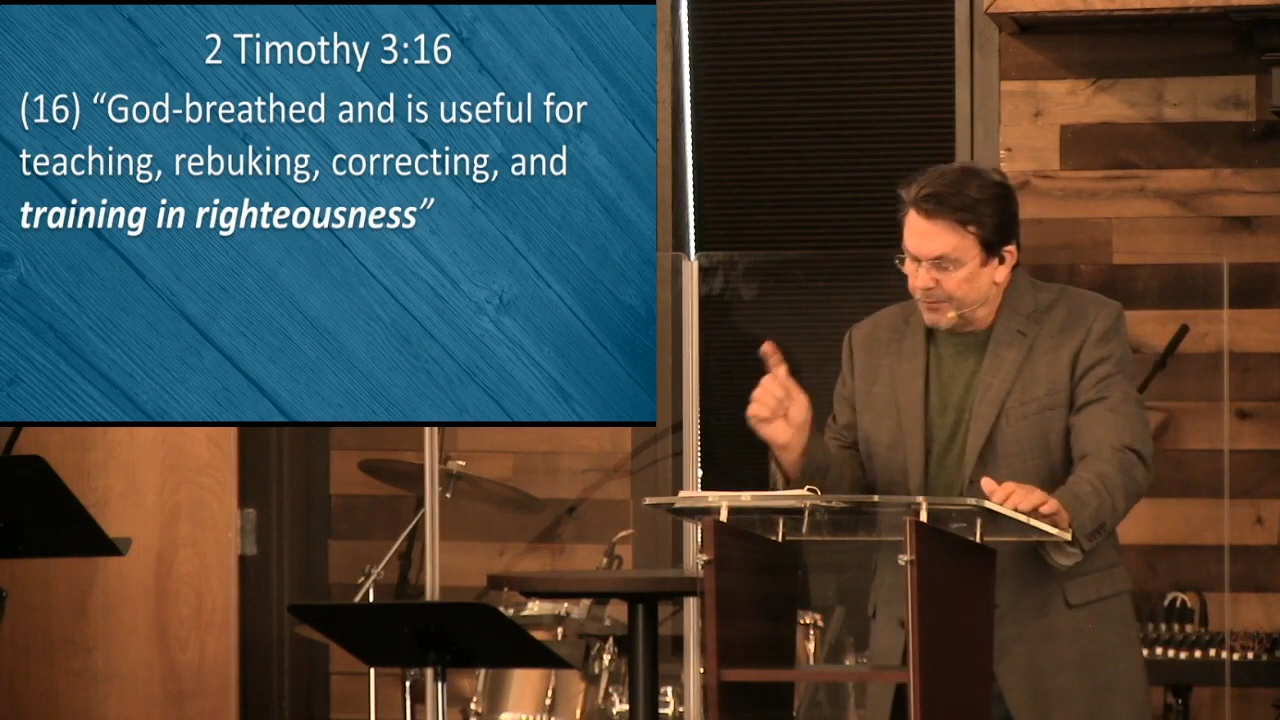 2 Timothy 3:16
(16) “God-breathed and is useful for
teaching, rebuking, correcting, and
training in righteousness”